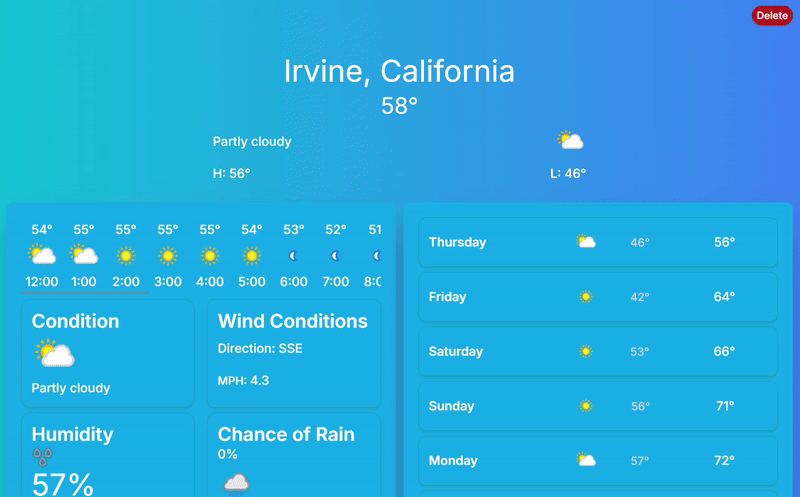 Delete
Irvine, California
58°
Partly cloudy
H: 56° L: 46°
54° 55° 55° 55° 55° 54° 53° 52° 51
12:00 1:00 2:00 3:00 4:00 5:00 6:00 7:00 8:0
Condition
Partly cloudy
Wind Conditions
Direction: SSE
MPH: 4.3
Humidity
57%
Chance of Rain
0%
Thursday 46° 56°
Friday 42° 64°
Saturday 53° 66°
Sunday 56° 71°
Monday 57° 72°